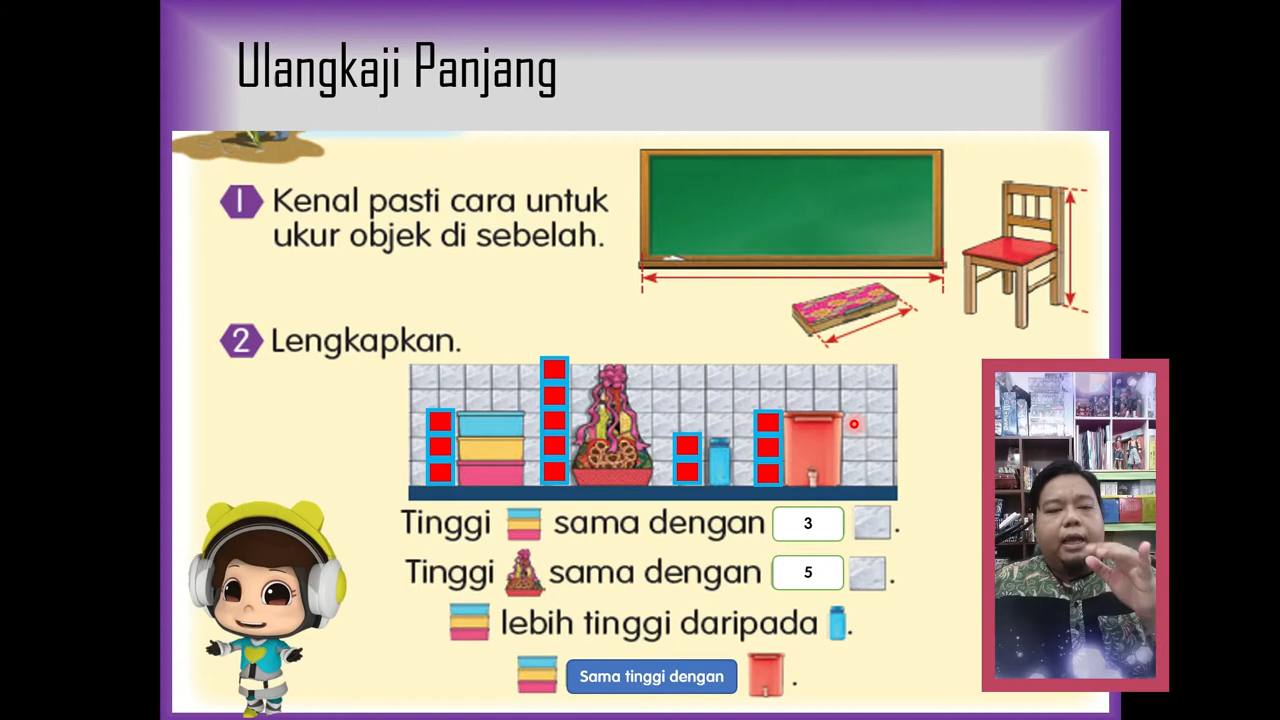 Ulangkaji Panjang
1 Kenal pasti cara untuk
ukur objek di sebelah.
2 Lengkapkan.
Tinggi sama dengan 3 .
Tinggi sama dengan 5 .
lebih tinggi daripada .
Sama tinggi dengan .